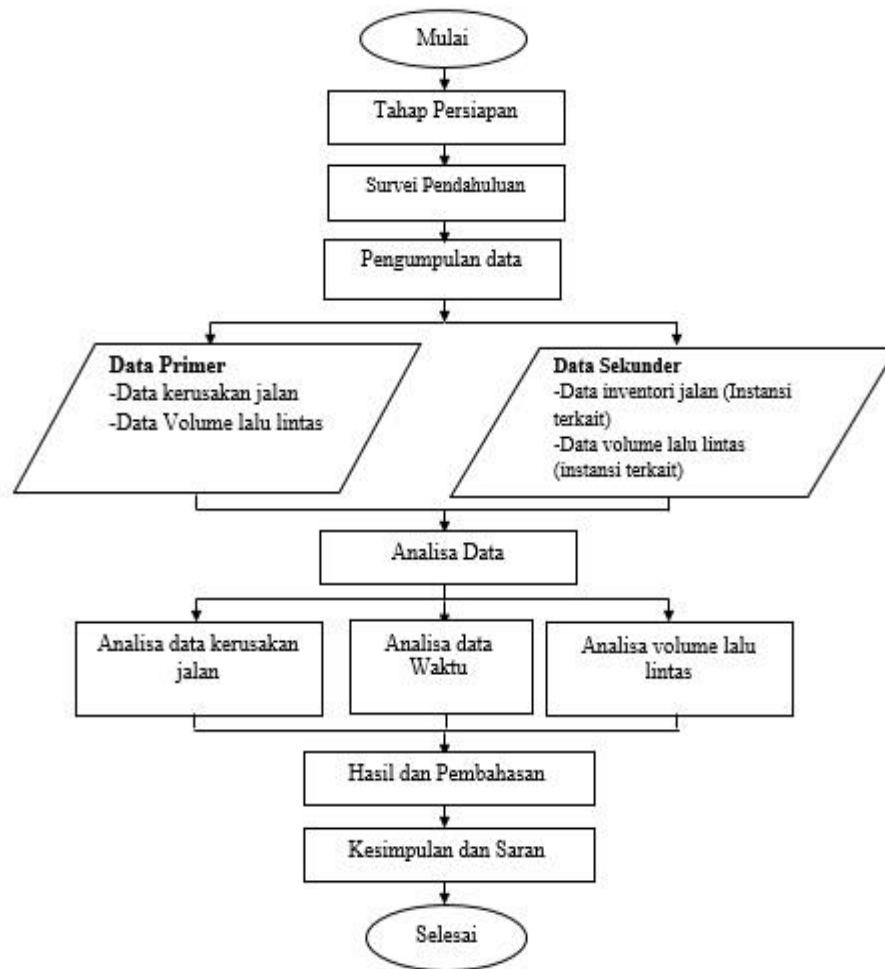 Mulai
Tahap Persiapan
Survei Pendahuluan
Pengumpulan data
Data Primer
-Data kerusakan jalan
-Data Volume lalu lintas
Data Sekunder
-Data inventori jalan (Instansi
terkait)
-Data volume lalu lintas
(instansi terkait)
Analisa Data
Analisa data kerusakan
jalan
Analisa data
Waktu
Analisa volume lalu
lintas
Hasil dan Pembahasan
Kesimpulan dan Saran
Selesai